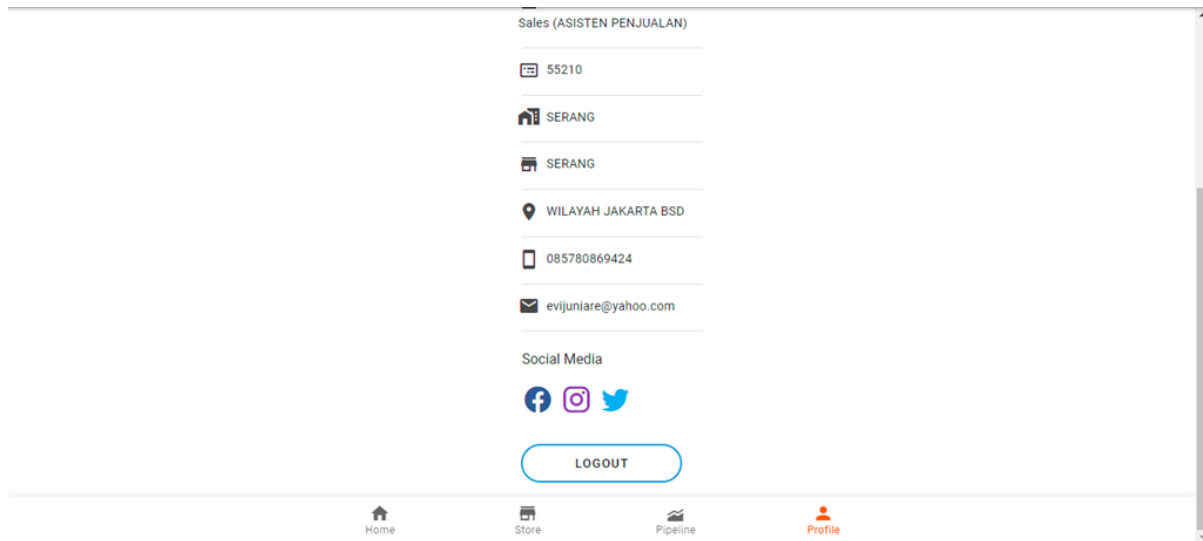 Sales (ASISTEN PENJUALAN)
55210
SERANG
SERANG
WILAYAH JAKARTA BSD
085780869424
evijuniare@yahoo.com
Social Media
LOGOUT
Home
Store
Pipeline
Profile